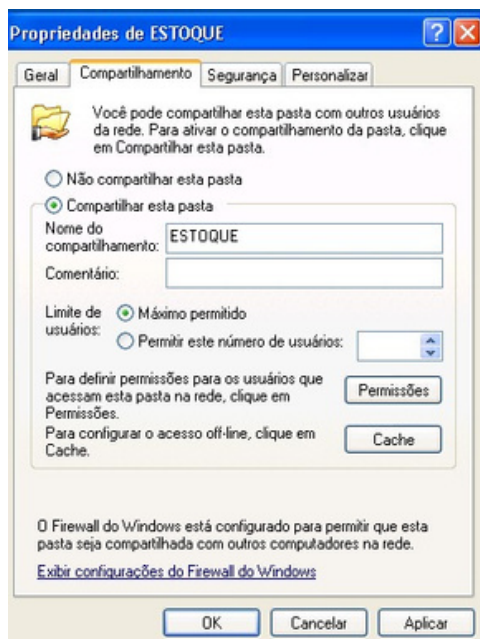 Propriedades de ESTOQUE
Geral Compartilhamento Segurança Personalizar
Você pode compartilhar esta pasta com outros usuários
da rede. Para ativar o compartilhamento da pasta, clique
em Compartilhar esta pasta.
Não compartilhar esta pasta
Compartilhar esta pasta
Nome do
compartilhamento: ESTOQUE
Comentário:
Limite de
usuários:
Máximo permitido
Permitir este número de usuários:
Para definir permissões para os usuários que
acessam esta pasta na rede, clique em
Permissões.
Permissões
Para configurar o acesso off-line, clique em
Cache.
Cache
O Firewall do Windows está configurado para permitir que esta
pasta seja compartilhada com outros computadores na rede.
Exibir configurações do Firewall do Windows
OK Cancelar Aplicar